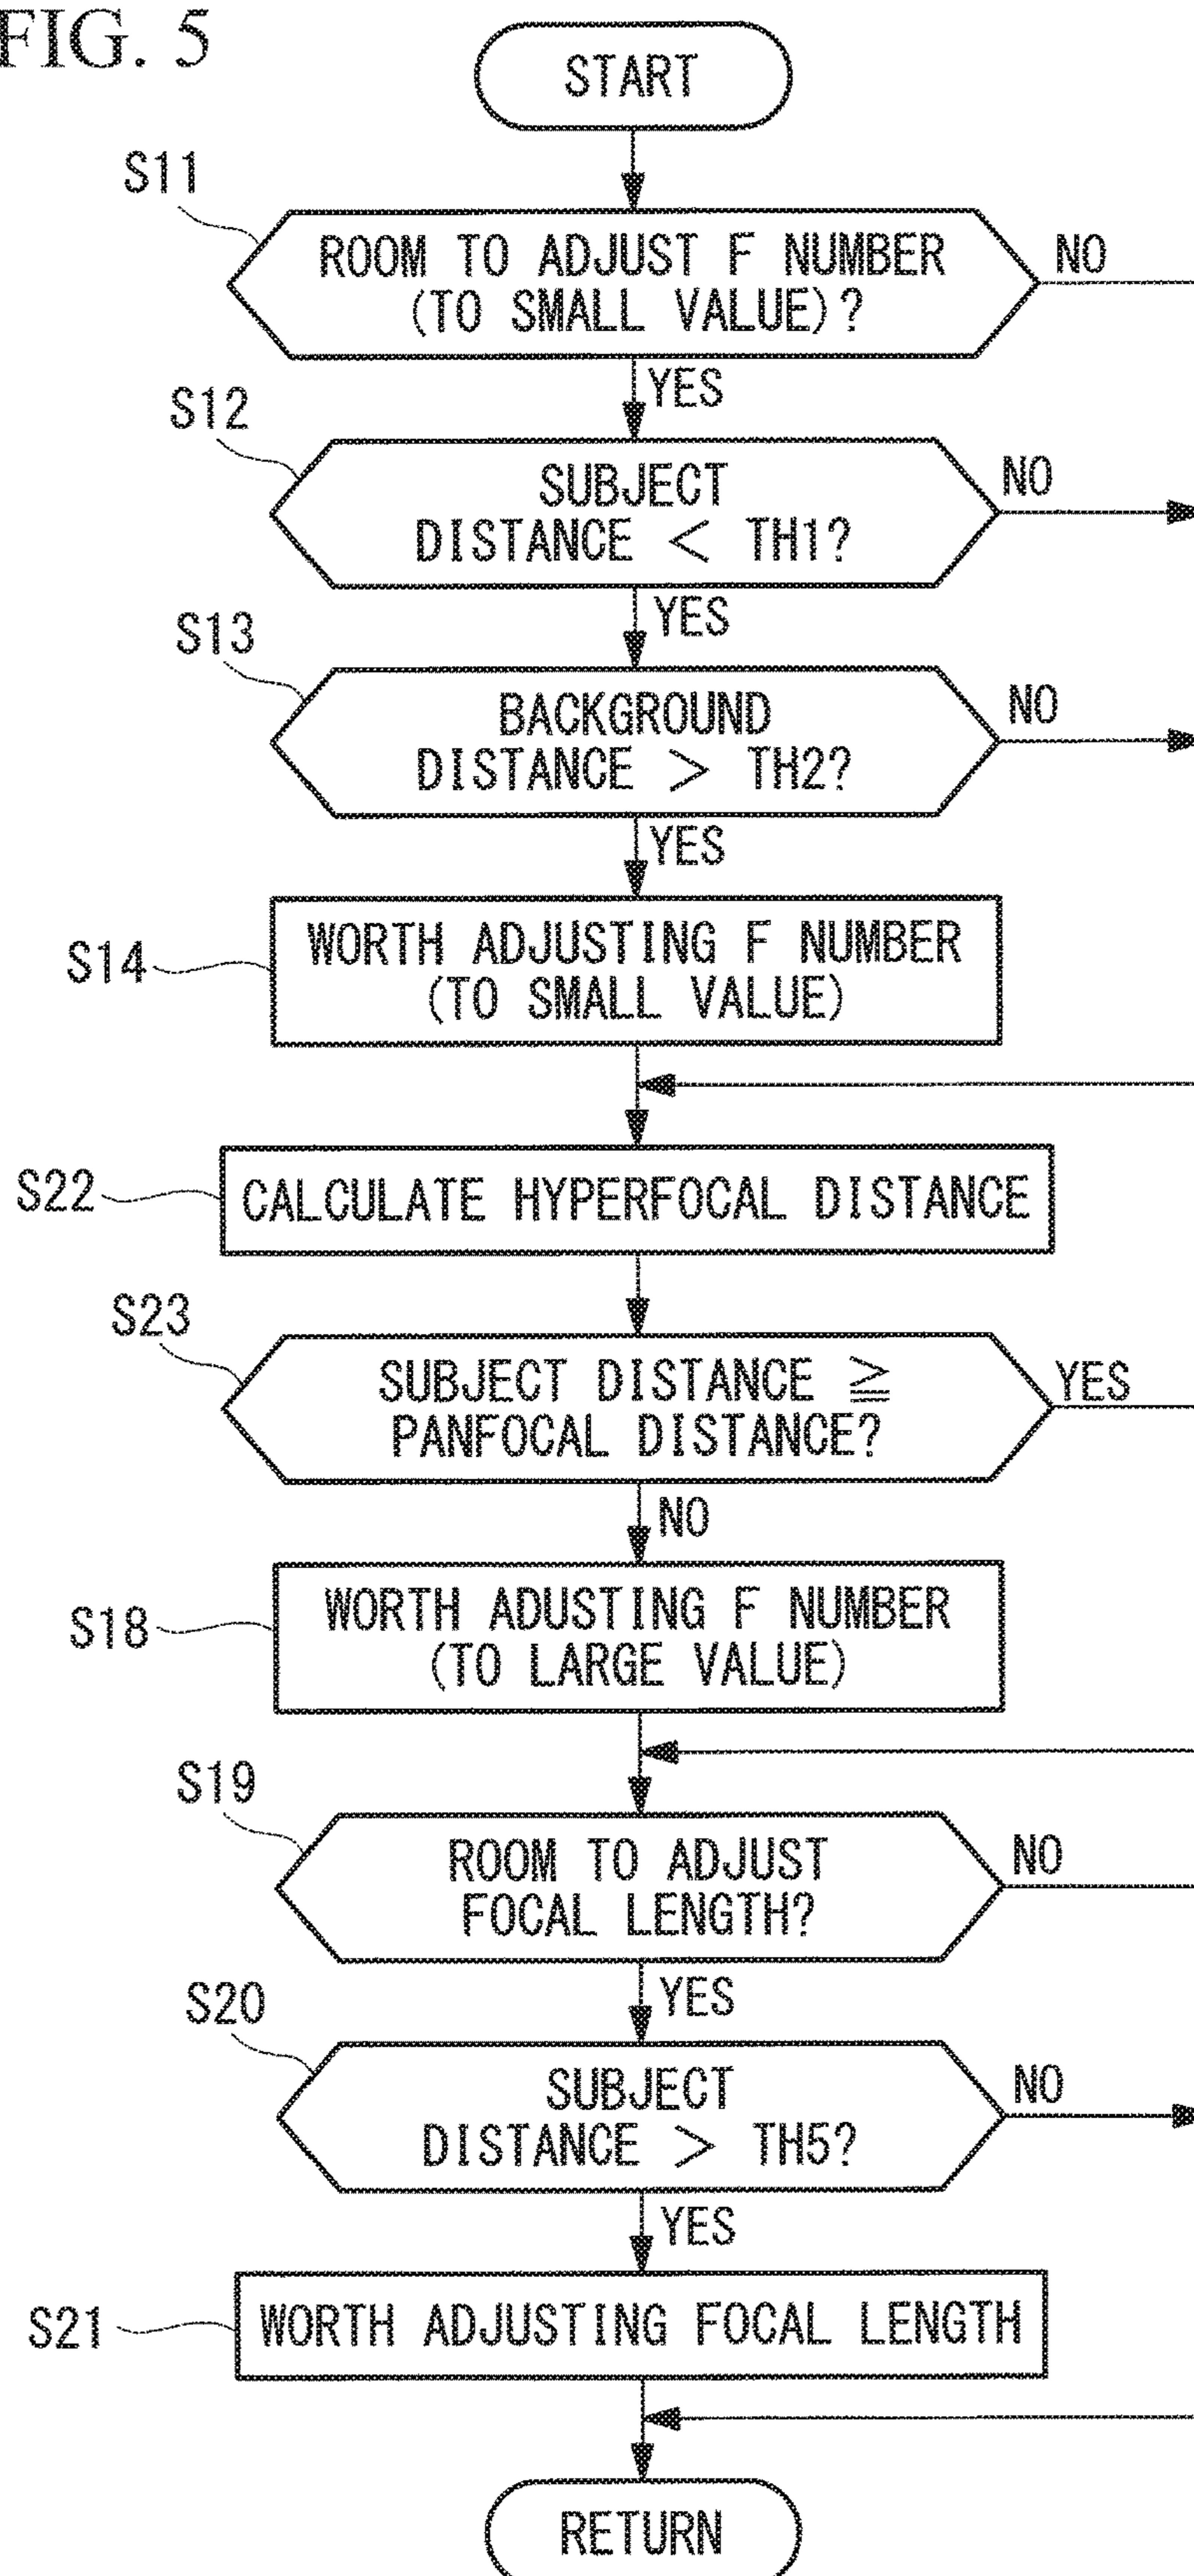 FIG. 5
START
S11
ROOM TO ADJUST F NUMBER
(TO SMALL VALUE)?
NO
YES
S12
SUBJECT
DISTANCE < TH1?
NO
YES
S13
BACKGROUND
DISTANCE > TH2?
NO
YES
S14
WORTH ADJUSTING F NUMBER
(TO SMALL VALUE)
S22
CALCULATE HYPERFOCAL DISTANCE
S23
SUBJECT DISTANCE ≧
PANFOCAL DISTANCE?
YES
NO
S18
WORTH ADUSTING F NUMBER
(TO LARGE VALUE)
S19
ROOM TO ADJUST
FOCAL LENGTH?
NO
YES
S20
SUBJECT
DISTANCE > TH5?
NO
YES
S21
WORTH ADJUSTING FOCAL LENGTH
RETURN